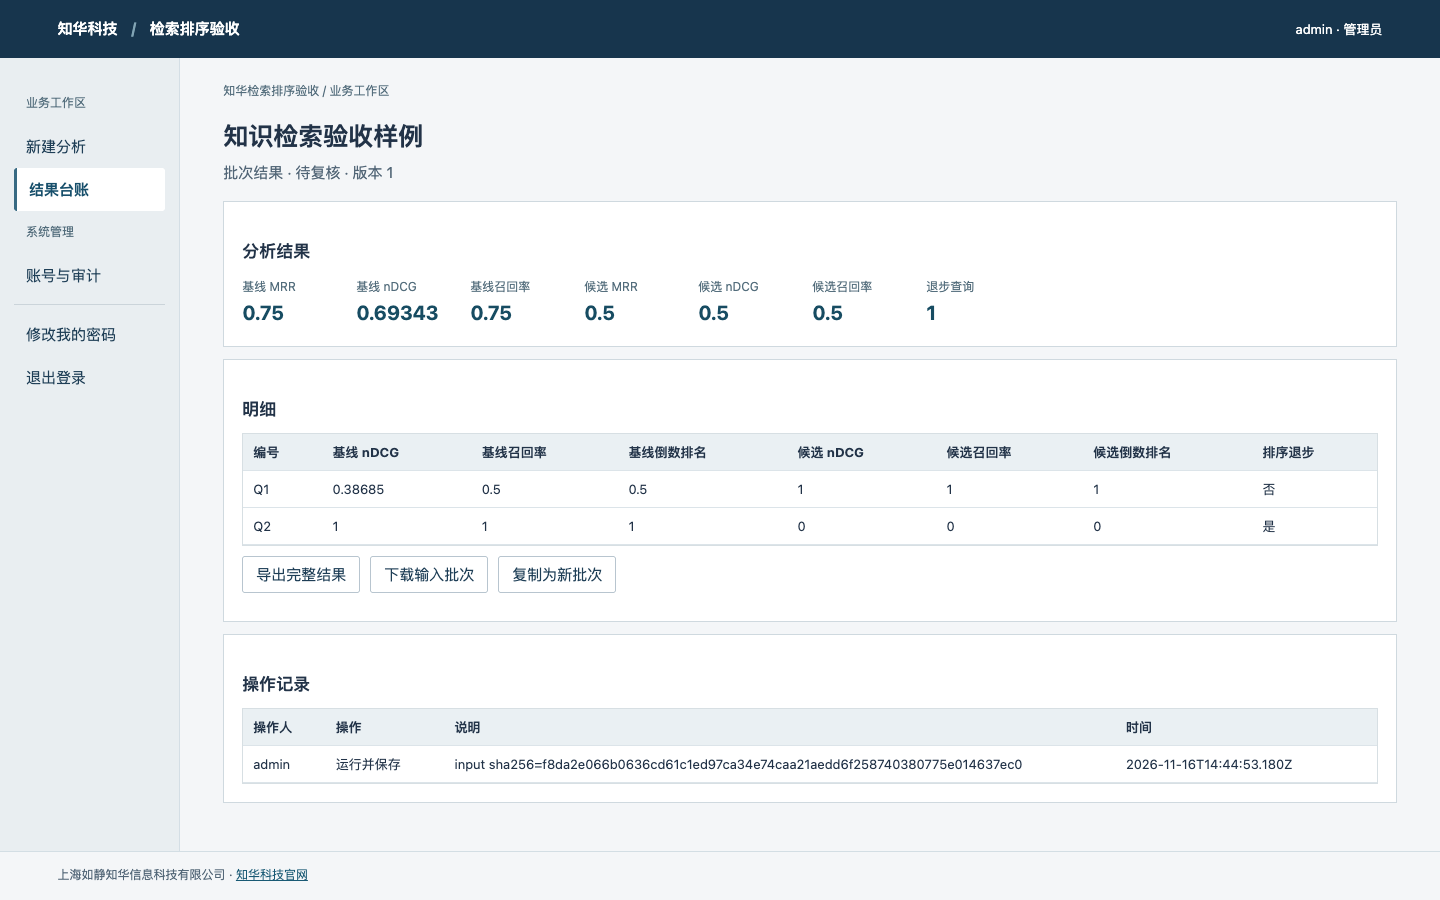 知华科技 / 检索排序验收
admin · 管理员
业务工作区
新建分析
结果台账
系统管理
账号与审计
修改我的密码
退出登录
知华检索排序验收 / 业务工作区
知识检索验收样例
批次结果 · 待复核 · 版本 1
分析结果
基线 MRR 基线 nDCG 基线召回率 候选 MRR 候选 nDCG 候选召回率 退步查询
0.75 0.69343 0.75 0.5 0.5 0.5 1
明细
编号 基线 nDCG 基线召回率 基线倒数排名 候选 nDCG 候选召回率 候选倒数排名 排序退步
Q1 0.38685 0.5 0.5 1 1 1 否
Q2 1 1 1 0 0 0 是
导出完整结果 下载输入批次 复制为新批次
操作记录
操作人 操作 说明 时间
admin 运行并保存 input sha256=f8da2e066b0636cd61c1ed97ca34e74caa21aedd6f258740380775e014637ec0 2026-11-16T14:44:53.180Z
上海如静知华信息科技有限公司 · 知华科技官网